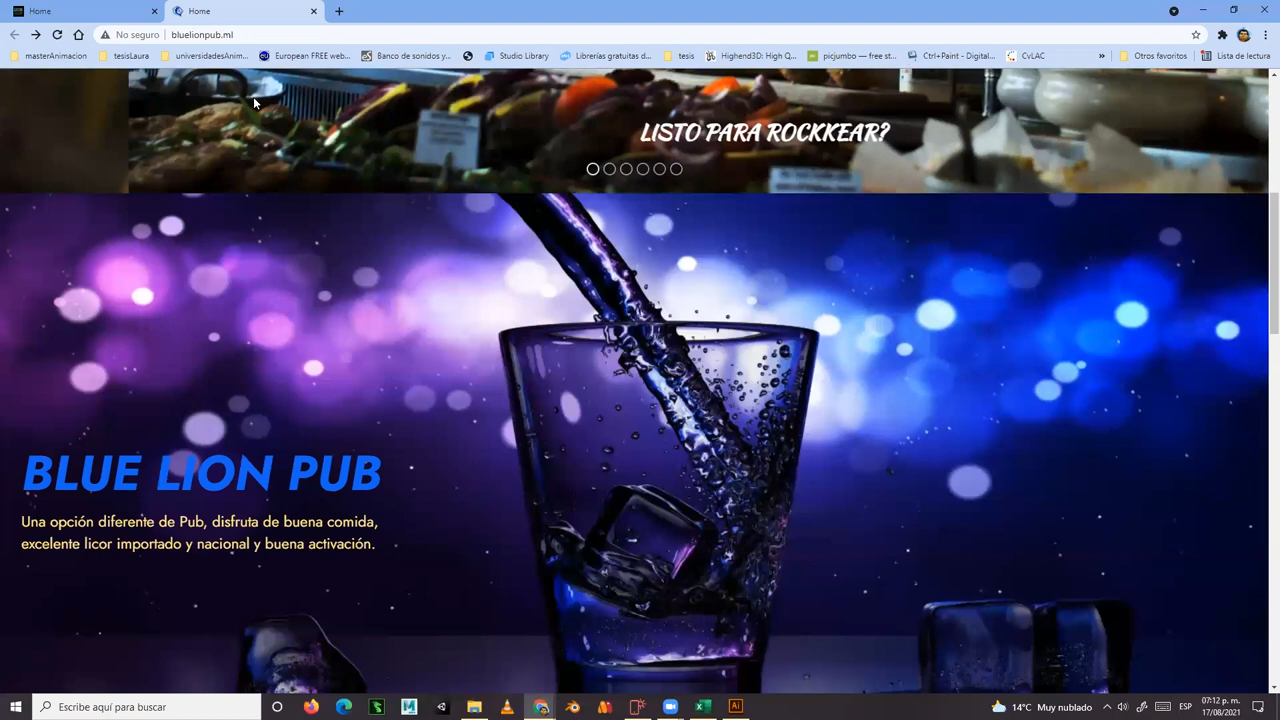 Home
Home
No seguro
bluelionpub.ml
masterAnimacion
tesisLaura
universidadesAnim...
European FREE web...
Banco de sonidos y...
Studio Library
Librerías gratuitas d...
tesis
Highend3D: High Q...
picjumbo — free st...
Ctrl+Paint - Digital...
CvLAC
»
Otros favoritos
Lista de lectura
LISTO PARA ROCKKEAR?
BLUE LION PUB
Una opción diferente de Pub, disfruta de buena comida,
excelente licor importado y nacional y buena activación.
Escribe aquí para buscar
14°C Muy nublado
ESP
07:12 p. m.
17/08/2021